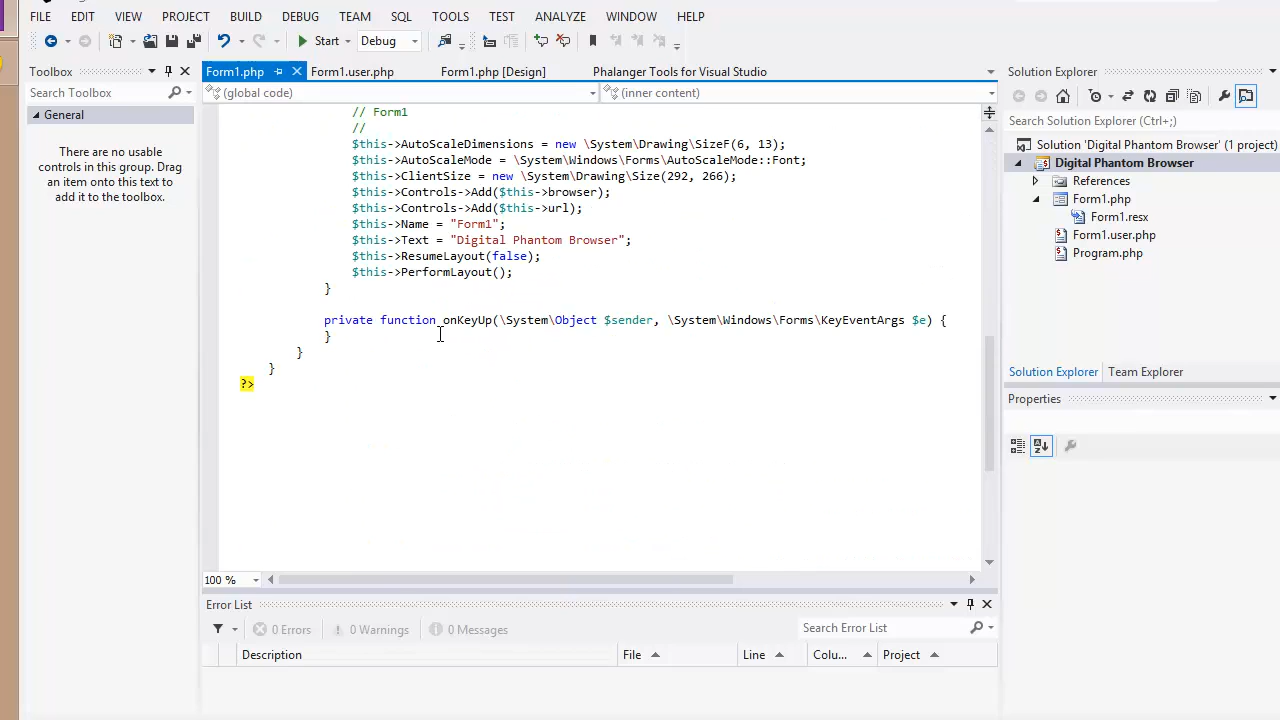 FILE EDIT VIEW PROJECT BUILD DEBUG TEAM SQL TOOLS TEST ANALYZE WINDOW HELP
Start Debug
Toolbox
Search Toolbox
General
There are no usable
controls in this group. Drag
an item onto this text to
add it to the toolbox.
Form1.php Form1.user.php Form1.php [Design] Phalanger Tools for Visual Studio
(global code) (inner content)
// Form1
//
$this->AutoScaleDimensions = new \System\Drawing\SizeF(6, 13);
$this->AutoScaleMode = \System\Windows\Forms\AutoScaleMode::Font;
$this->ClientSize = new \System\Drawing\Size(292, 266);
$this->Controls->Add($this->browser);
$this->Controls->Add($this->url);
$this->Name = "Form1";
$this->Text = "Digital Phantom Browser";
$this->ResumeLayout(false);
$this->PerformLayout();
}
private function onKeyUp(\System\Object $sender, \System\Windows\Forms\KeyEventArgs $e) {
}
}
}
?>
100 %
Error List
0 Errors 0 Warnings 0 Messages Search Error List
Description File Line Colu... Project
Solution Explorer
Search Solution Explorer (Ctrl+;)
Solution 'Digital Phantom Browser' (1 project)
Digital Phantom Browser
References
Form1.php
Form1.resx
Form1.user.php
Program.php
Solution Explorer Team Explorer
Properties